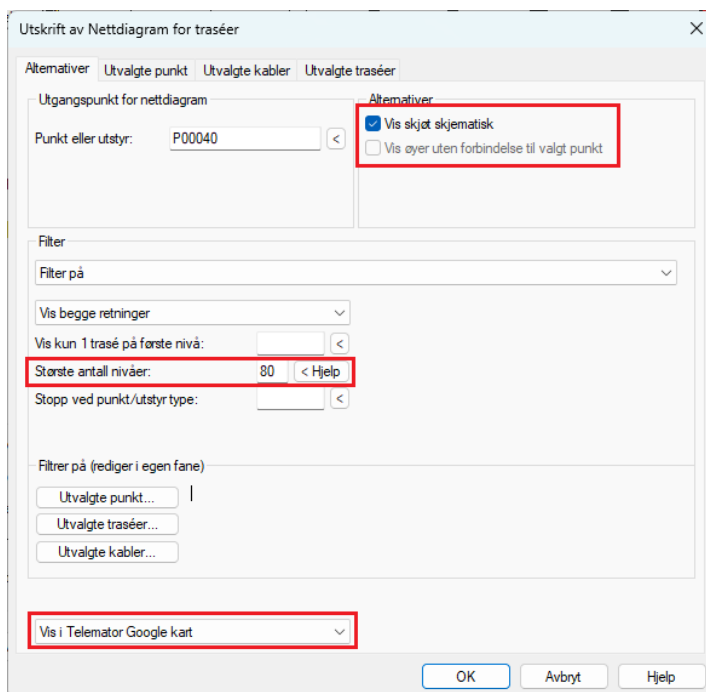 Utskrift av Nettdiagram for traséer
Alternativer Utvalgte punkt Utvalgte kabler Utvalgte traséer
Utgangspunkt for nettdiagram
Punkt eller utstyr: P00040 <
Alternativer
Vis skjøt skjematisk
Vis øyer uten forbindelse til valgt punkt
Filter
Filter på
Vis begge retninger
Vis kun 1 trasé på første nivå: <
Største antall nivåer: 80 < Hjelp
Stopp ved punkt/utstyr type: <
Filtrer på (rediger i egen fane)
Utvalgte punkt...
Utvalgte traséer...
Utvalgte kabler...
Vis i Telemator Google kart
OK Avbryt Hjelp